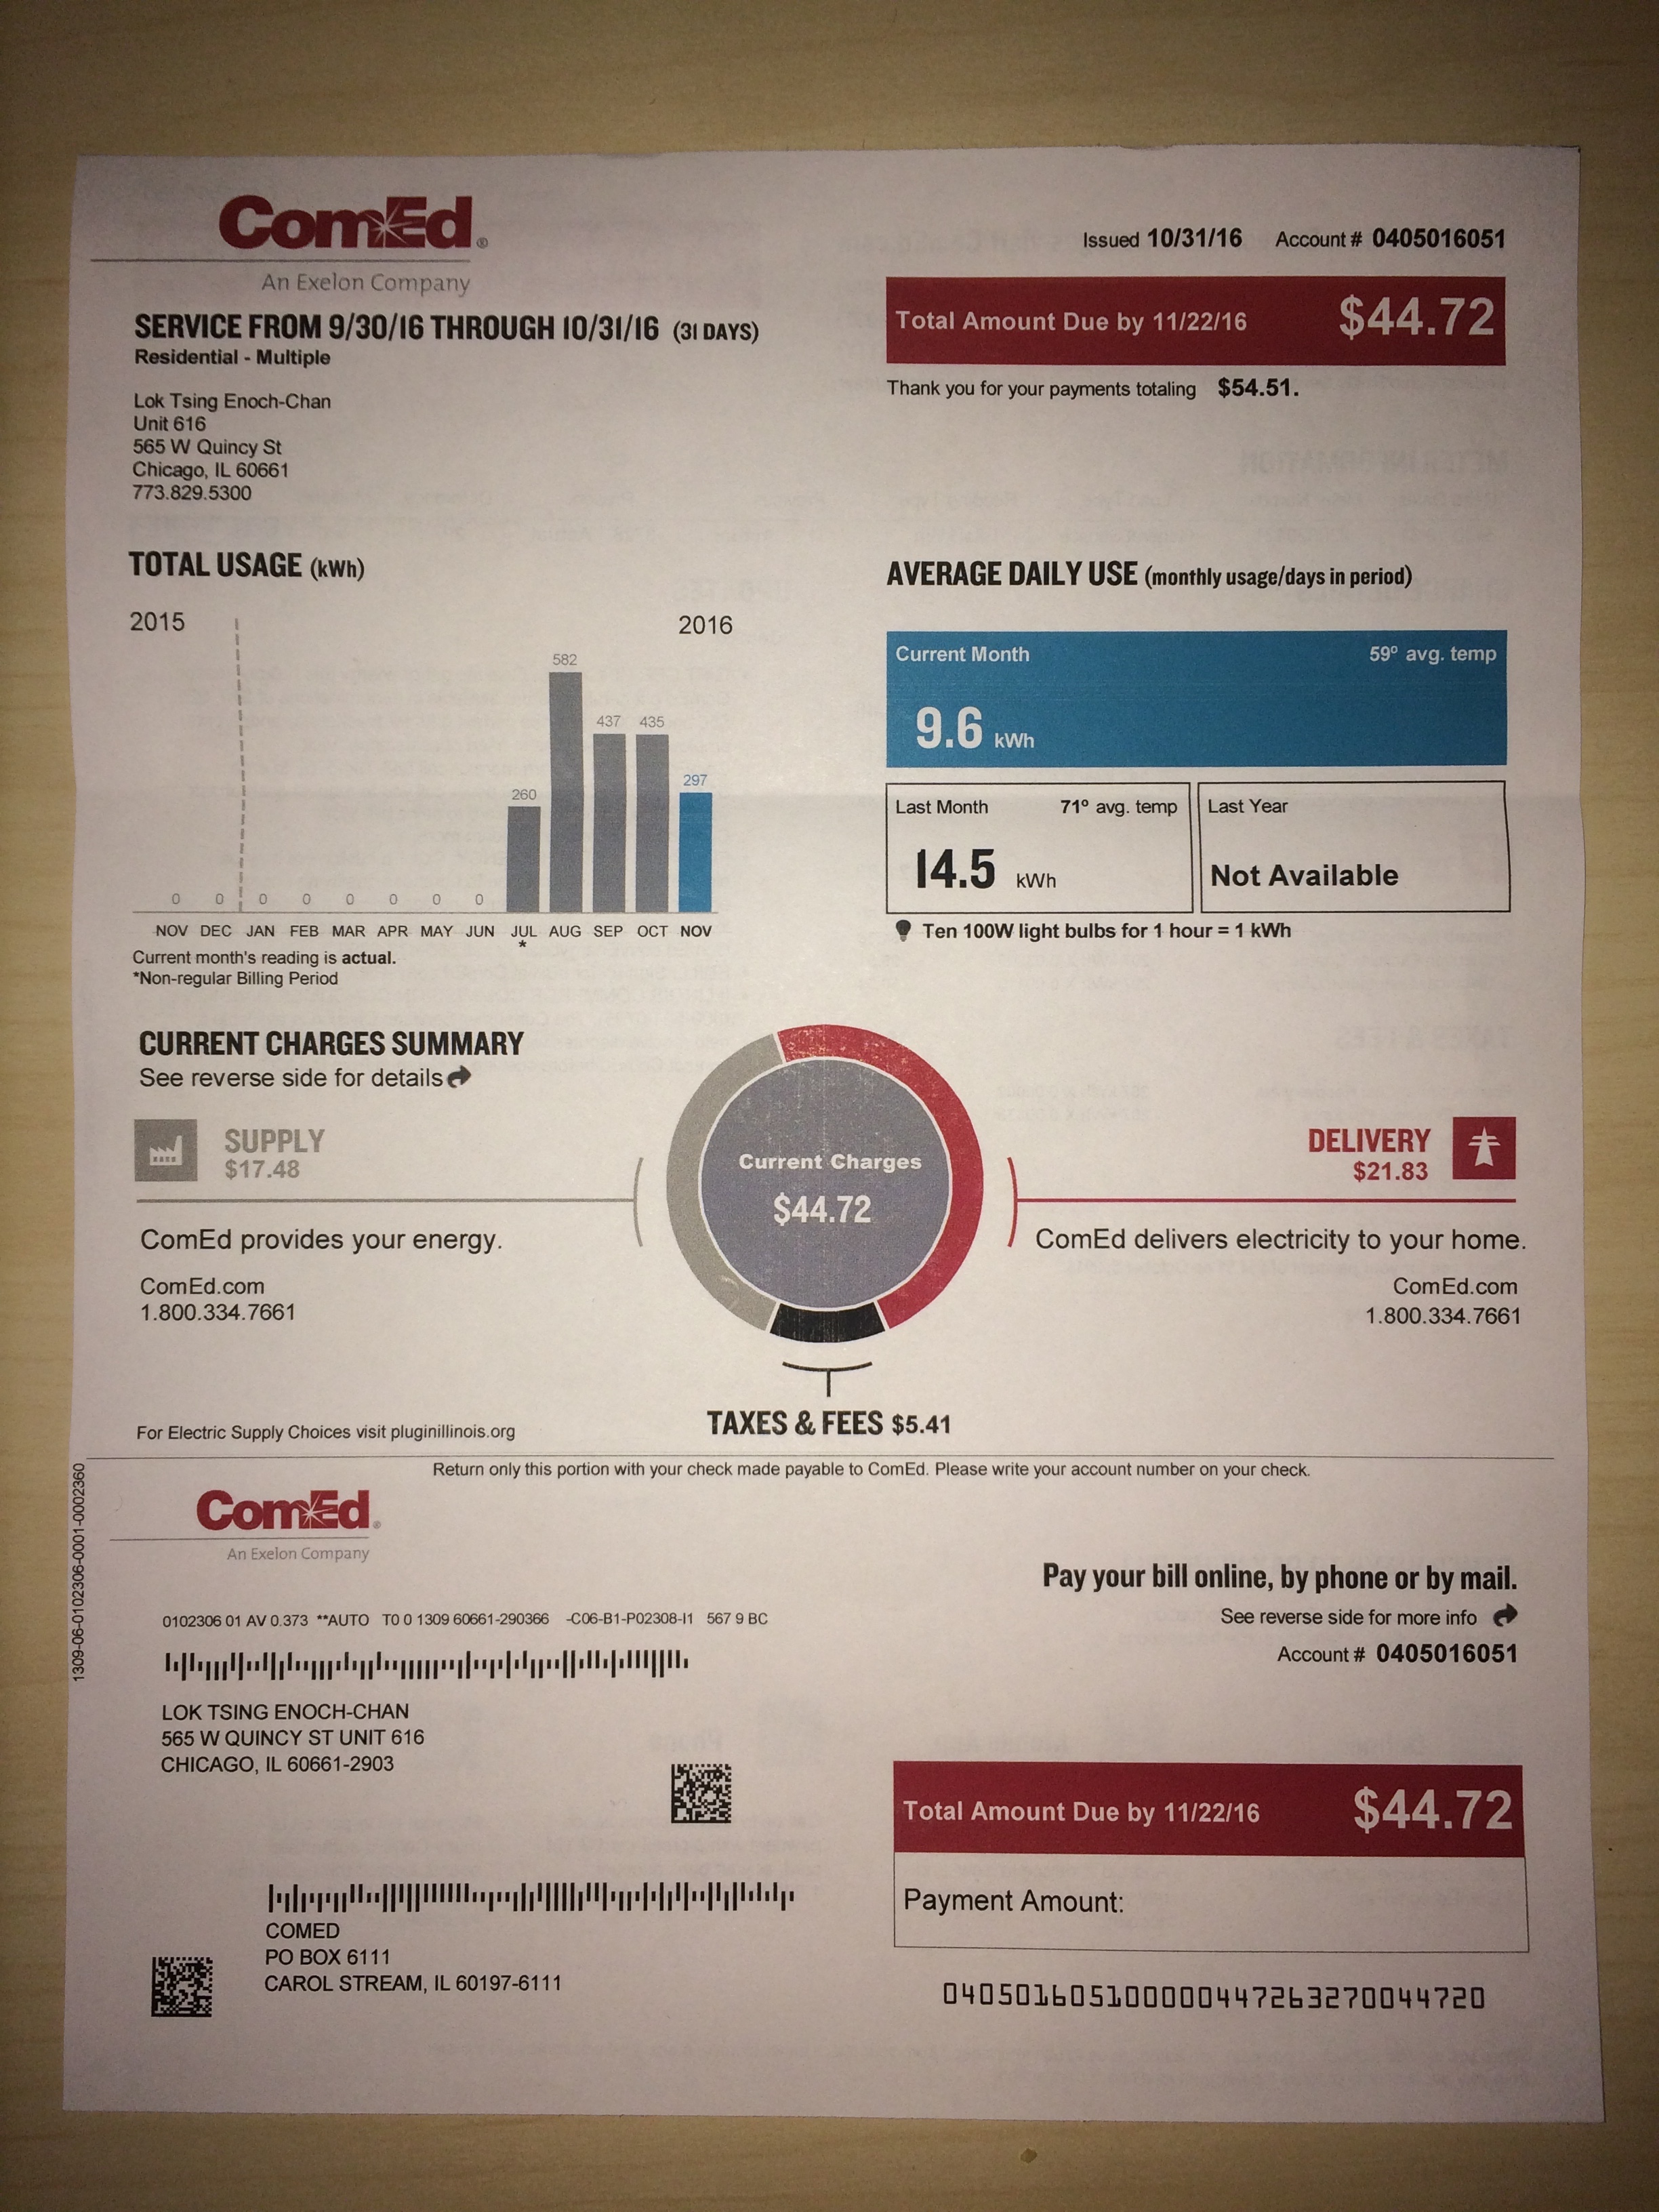 ComEd®
An Exelon Company
Issued 10/31/16 Account # 0405016051
Total Amount Due by 11/22/16 $44.72
Thank you for your payments totaling $54.51.
SERVICE FROM 9/30/16 THROUGH 10/31/16 (31 DAYS)
Residential - Multiple
Lok Tsing Enoch-Chan
Unit 616
565 W Quincy St
Chicago, IL 60661
773.829.5300
TOTAL USAGE (kWh)
2015 2016
582
437 435
297
260
0 0 0 0 0 0 0 0
NOV DEC JAN FEB MAR APR MAY JUN JUL AUG SEP OCT NOV
*
Current month's reading is actual.
*Non-regular Billing Period
AVERAGE DAILY USE (monthly usage/days in period)
Current Month 59º avg. temp
9.6 kWh
Last Month 71º avg. temp
14.5 kWh
Last Year
Not Available
Ten 100W light bulbs for 1 hour = 1 kWh
CURRENT CHARGES SUMMARY
See reverse side for details
SUPPLY
$17.48
ComEd provides your energy.
ComEd.com
1.800.334.7661
Current Charges
$44.72
DELIVERY
$21.83
ComEd delivers electricity to your home.
ComEd.com
1.800.334.7661
TAXES & FEES $5.41
For Electric Supply Choices visit pluginillinois.org
Return only this portion with your check made payable to ComEd. Please write your account number on your check.
1309-06-0102306-0001-0002360
ComEd®
An Exelon Company
Pay your bill online, by phone or by mail.
See reverse side for more info
Account # 0405016051
0102306 01 AV 0.373 **AUTO T0 0 1309 60661-290366 -C06-B1-P02308-I1 567 9 BC
LOK TSING ENOCH-CHAN
565 W QUINCY ST UNIT 616
CHICAGO, IL 60661-2903
Total Amount Due by 11/22/16 $44.72
Payment Amount:
COMED
PO BOX 6111
CAROL STREAM, IL 60197-6111
040501605100000447263270044720